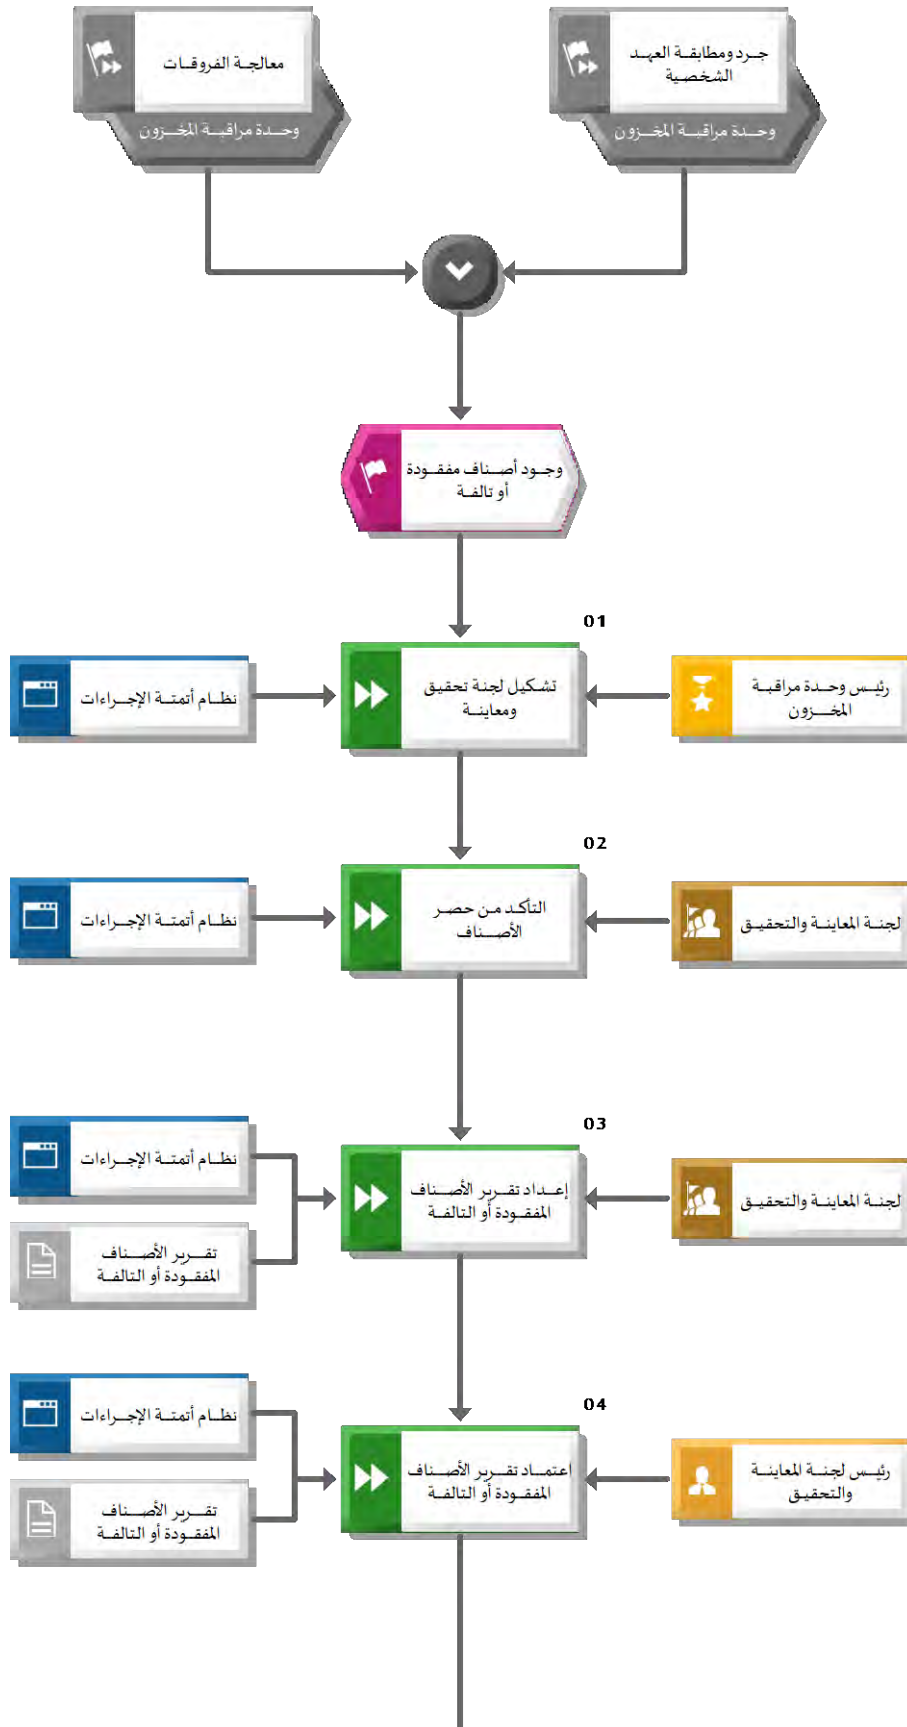 جرد ومطابقة العهد
الشخصية
وحدة مراقبة المخزون
معالجة الفروقات
وحدة مراقبة المخزون
وجود أصناف مفقودة
أو تالفة
01
رئيس وحدة مراقبة
المخزون
تشكيل لجنة تحقيق
ومعاينة
نظام أتمتة الإجراءات
02
لجنة المعاينة والتحقيق
التأكد من حصر
الأصناف
نظام أتمتة الإجراءات
03
لجنة المعاينة والتحقيق
إعداد تقرير الأصناف
المفقودة أو التالفة
نظام أتمتة الإجراءات
تقرير الأصناف
المفقودة أو التالفة
04
رئيس لجنة المعاينة
والتحقيق
اعتماد تقرير الأصناف
المفقودة أو التالفة
نظام أتمتة الإجراءات
تقرير الأصناف
المفقودة أو التالفة